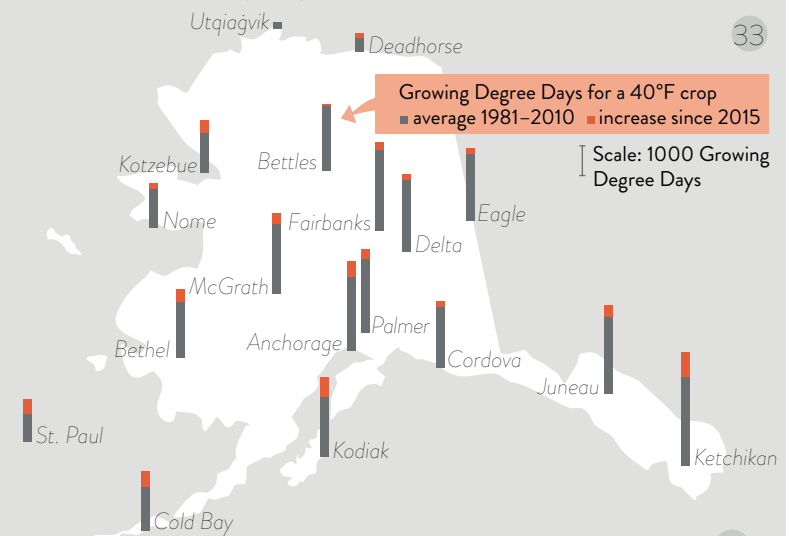 Utqiaġvik
Deadhorse
33
Growing Degree Days for a 40°F crop
average 1981–2010 increase since 2015
Scale: 1000 Growing
Degree Days
Kotzebue
Bettles
Nome
Fairbanks
Eagle
Delta
McGrath
Palmer
Anchorage
Bethel
Cordova
Juneau
St. Paul
Kodiak
Ketchikan
Cold Bay